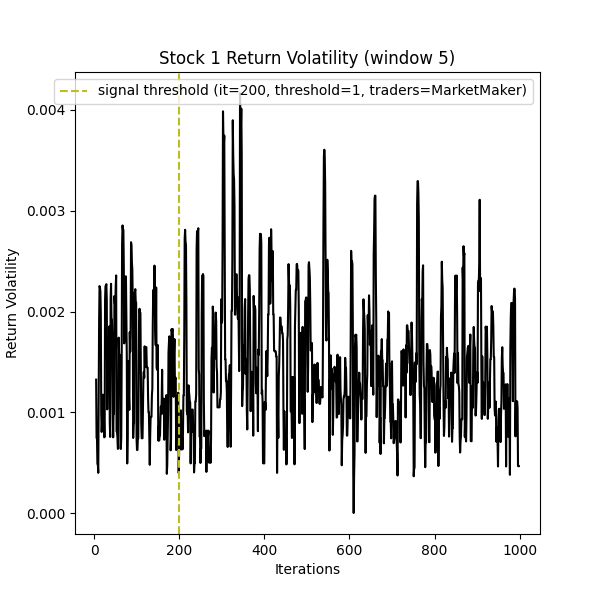 Stock 1 Return Volatility (window 5)
signal threshold (it=200, threshold=1, traders=MarketMaker)
0.004
0.003
0.002
0.001
0.000
Return Volatility
0 200 400 600 800 1000
Iterations